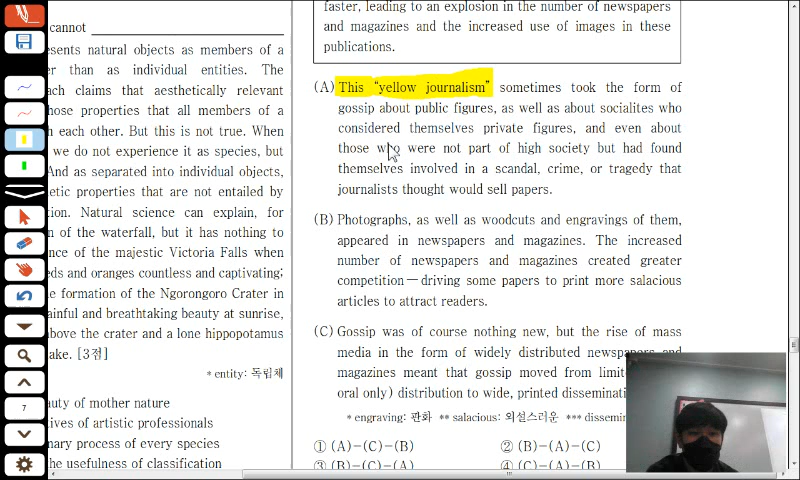 cannot
esents natural objects as members of a
er than as individual entities. The
ach claims that aesthetically relevant
hose properties that all members of a
n each other. But this is not true. When
we do not experience it as species, but
And as separated into individual objects,
etic properties that are not entailed by
tion. Natural science can explain, for
n of the waterfall, but it has nothing to
nce of the majestic Victoria Falls when
eds and oranges countless and captivating;
e formation of the Ngorongoro Crater in
ainful and breathtaking beauty at sunrise,
above the crater and a lone hippopotamus
ake. [3점]
* entity: 독립체
auty of mother nature
tives of artistic professionals
nary process of every species
the usefulness of classification
7
faster, leading to an explosion in the number of newspapers
and magazines and the increased use of images in these
publications.
(A) This “yellow journalism” sometimes took the form of
gossip about public figures, as well as about socialites who
considered themselves private figures, and even about
those who were not part of high society but had found
themselves involved in a scandal, crime, or tragedy that
journalists thought would sell papers.
(B) Photographs, as well as woodcuts and engravings of them,
appeared in newspapers and magazines. The increased
number of newspapers and magazines created greater
competition—driving some papers to print more salacious
articles to attract readers.
(C) Gossip was of course nothing new, but the rise of mass
media in the form of widely distributed newspapers and
magazines meant that gossip moved from limite
oral only) distribution to wide, printed disseminati
* engraving: 판화 ** salacious: 외설스러운 *** dissemin
① (A)-(C)-(B)
② (B)-(A)-(C)
③ (B)-(C)-(A)
④ (C)-(A)-(B)